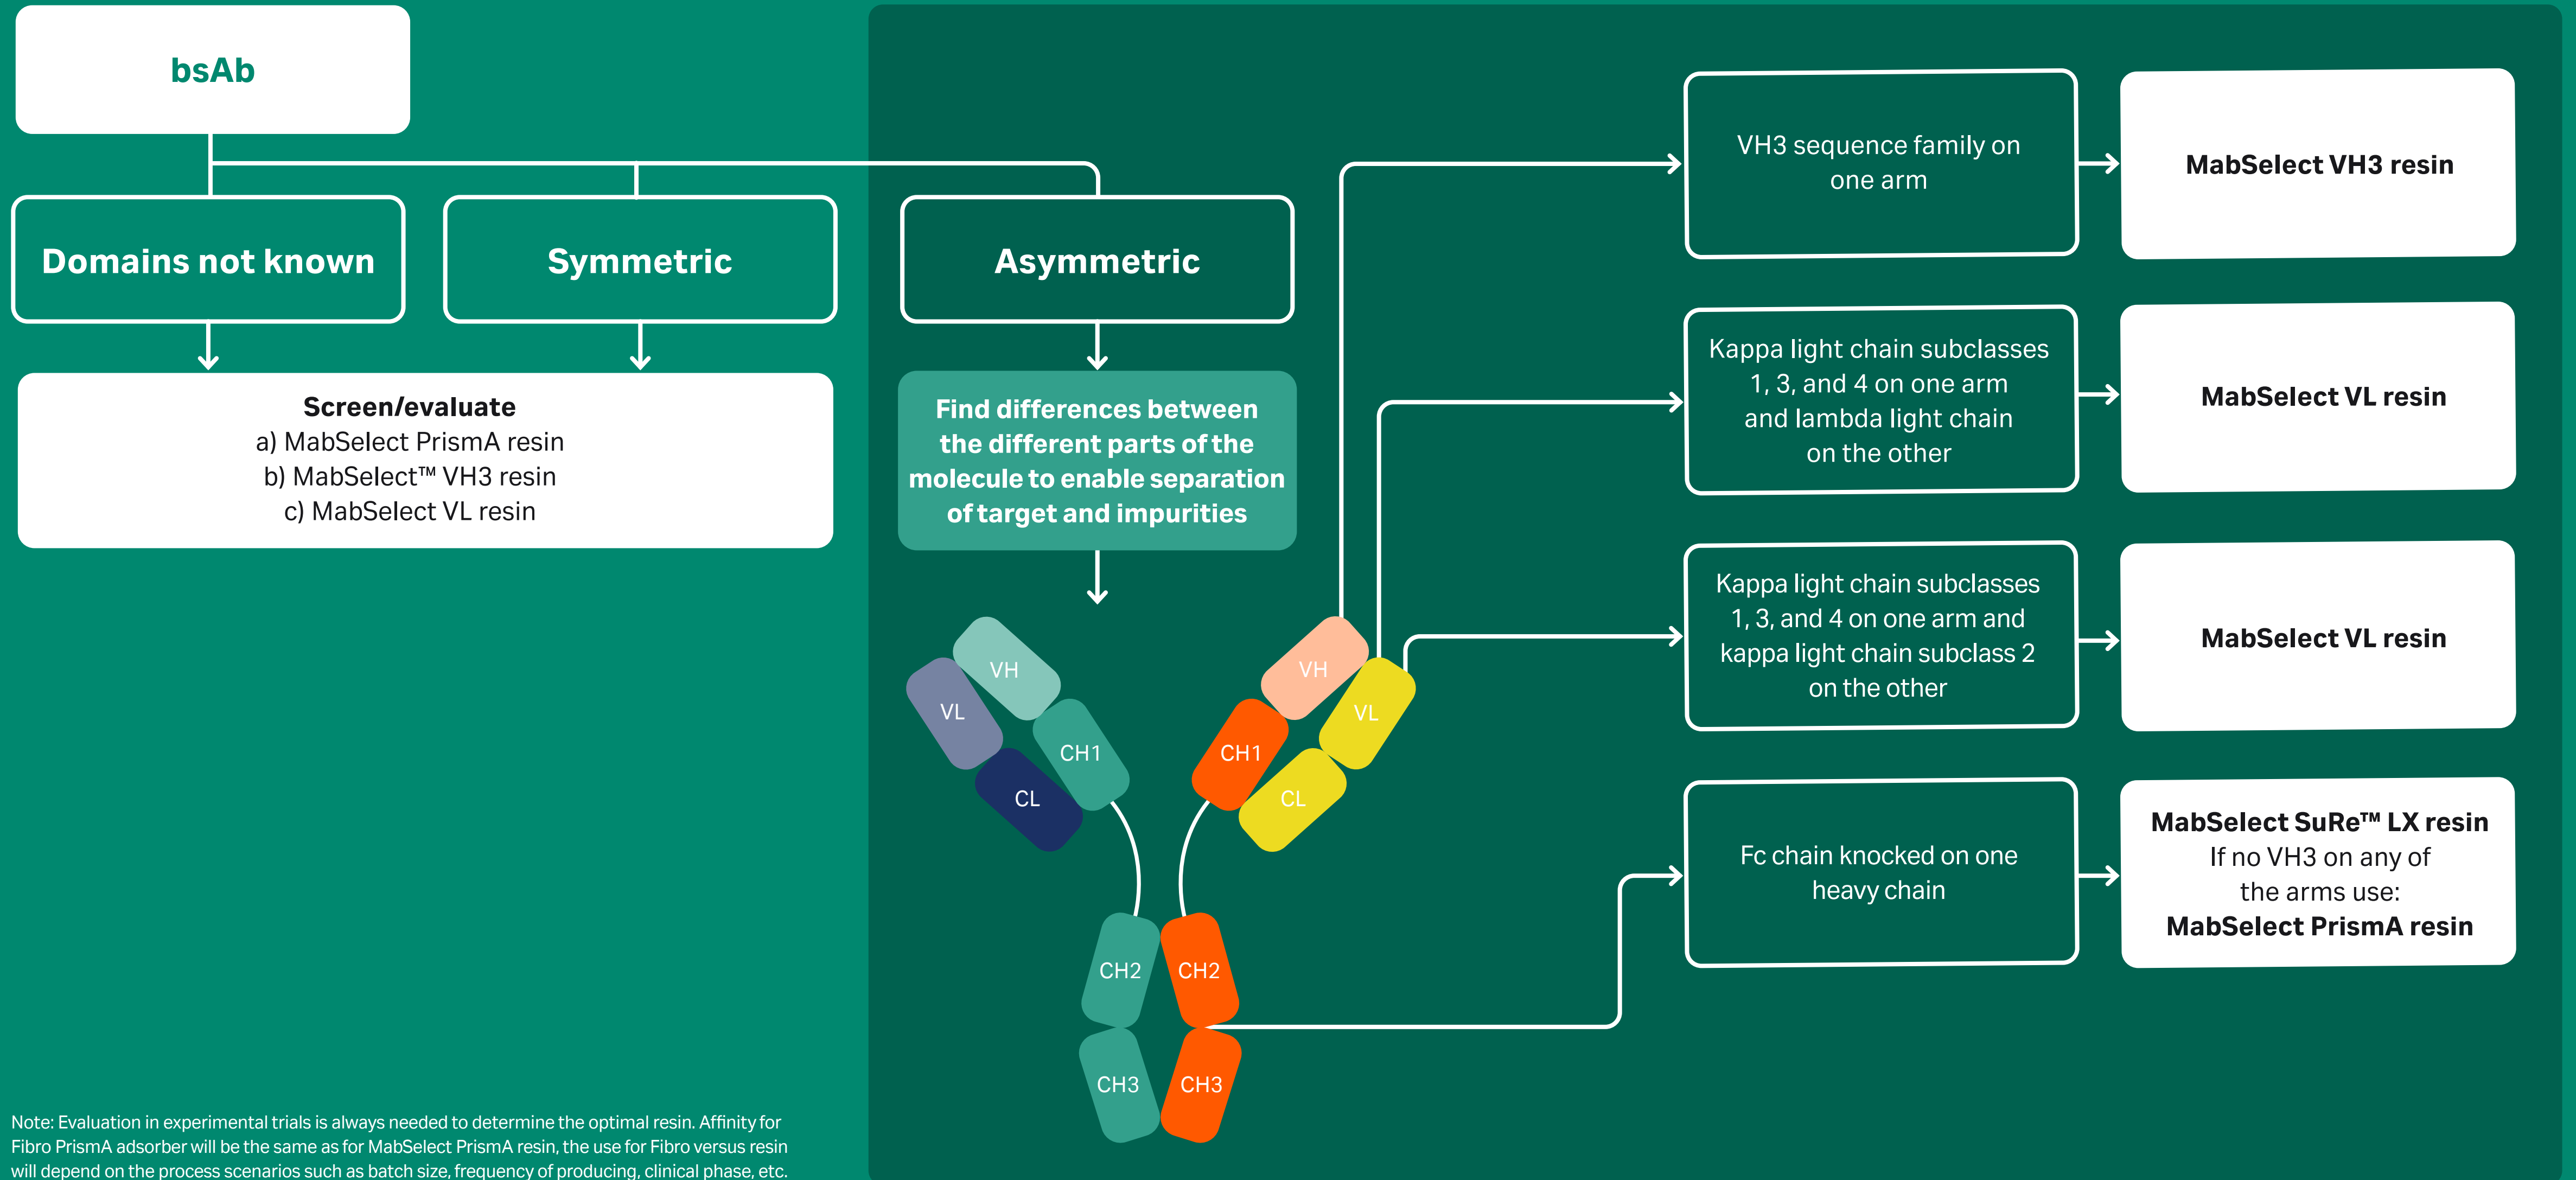 bsAb
Domains not known
Symmetric
Asymmetric
Screen/evaluate
a) MabSelect PrismA resin
b) MabSelect™ VH3 resin
c) MabSelect VL resin
Find differences between
the different parts of the
molecule to enable separation
of target and impurities
VH
VL
CH1
CL
VH
VL
CH1
CL
CH2
CH2
CH3
CH3
VH3 sequence family on
one arm
MabSelect VH3 resin
Kappa light chain subclasses
1, 3, and 4 on one arm
and lambda light chain
on the other
MabSelect VL resin
Kappa light chain subclasses
1, 3, and 4 on one arm and
kappa light chain subclass 2
on the other
MabSelect VL resin
Fc chain knocked on one
heavy chain
MabSelect SuRe™ LX resin
If no VH3 on any of
the arms use:
MabSelect PrismA resin
Note: Evaluation in experimental trials is always needed to determine the optimal resin. Affinity for
Fibro PrismA adsorber will be the same as for MabSelect PrismA resin, the use for Fibro versus resin
will depend on the process scenarios such as batch size, frequency of producing, clinical phase, etc.